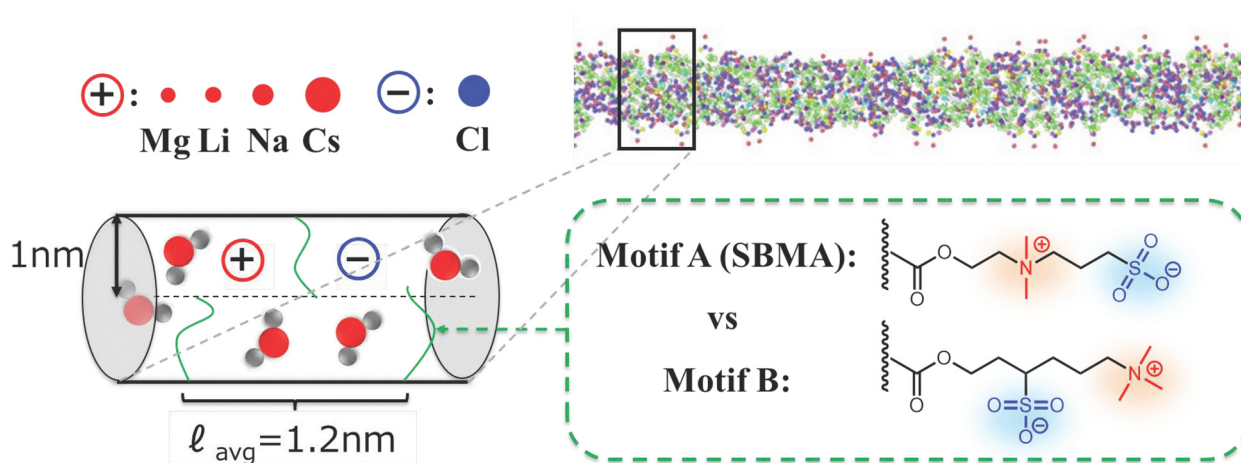 + : − :
Mg Li Na Cs Cl
1nm
+ −
ℓ avg=1.2nm
Motif A (SBMA):
O O N + S O O O −
vs
Motif B:
O O N + O S O O −